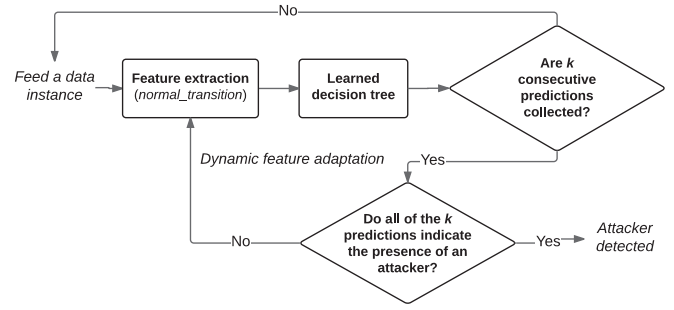 No
Feed a data
instance
Feature extraction
(normal_transition)
Learned
decision tree
Are k
consecutive
predictions
collected?
Dynamic feature adaptation
Yes
Do all of the k
predictions indicate
the presence of an
attacker?
No
Yes
Attacker
detected